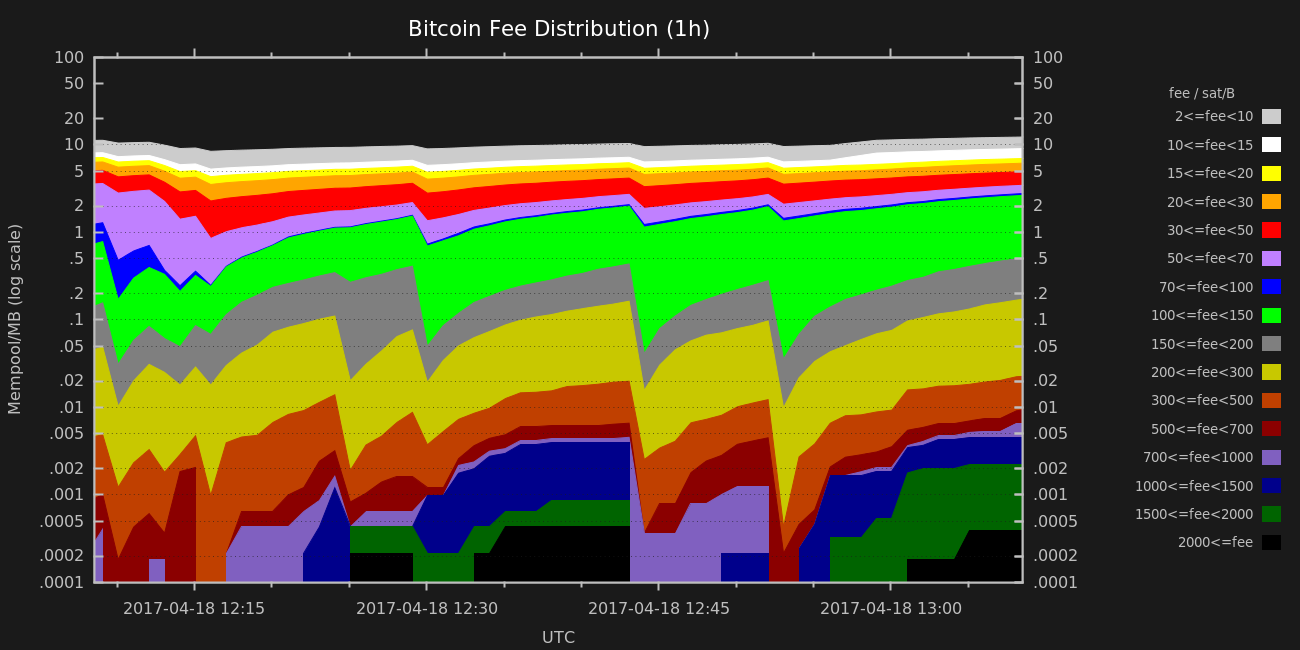 Bitcoin Fee Distribution (1h)
100 100
50 50
20 20
10 10
5 5
2 2
1 1
.5 .5
.2 .2
.1 .1
.05 .05
.02 .02
.01 .01
.005 .005
.002 .002
.001 .001
.0005 .0005
.0002 .0002
.0001 .0001
Mempool/MB (log scale)
2017-04-18 12:15 2017-04-18 12:30 2017-04-18 12:45 2017-04-18 13:00
UTC
fee / sat/B
2<=fee<10
10<=fee<15
15<=fee<20
20<=fee<30
30<=fee<50
50<=fee<70
70<=fee<100
100<=fee<150
150<=fee<200
200<=fee<300
300<=fee<500
500<=fee<700
700<=fee<1000
1000<=fee<1500
1500<=fee<2000
2000<=fee